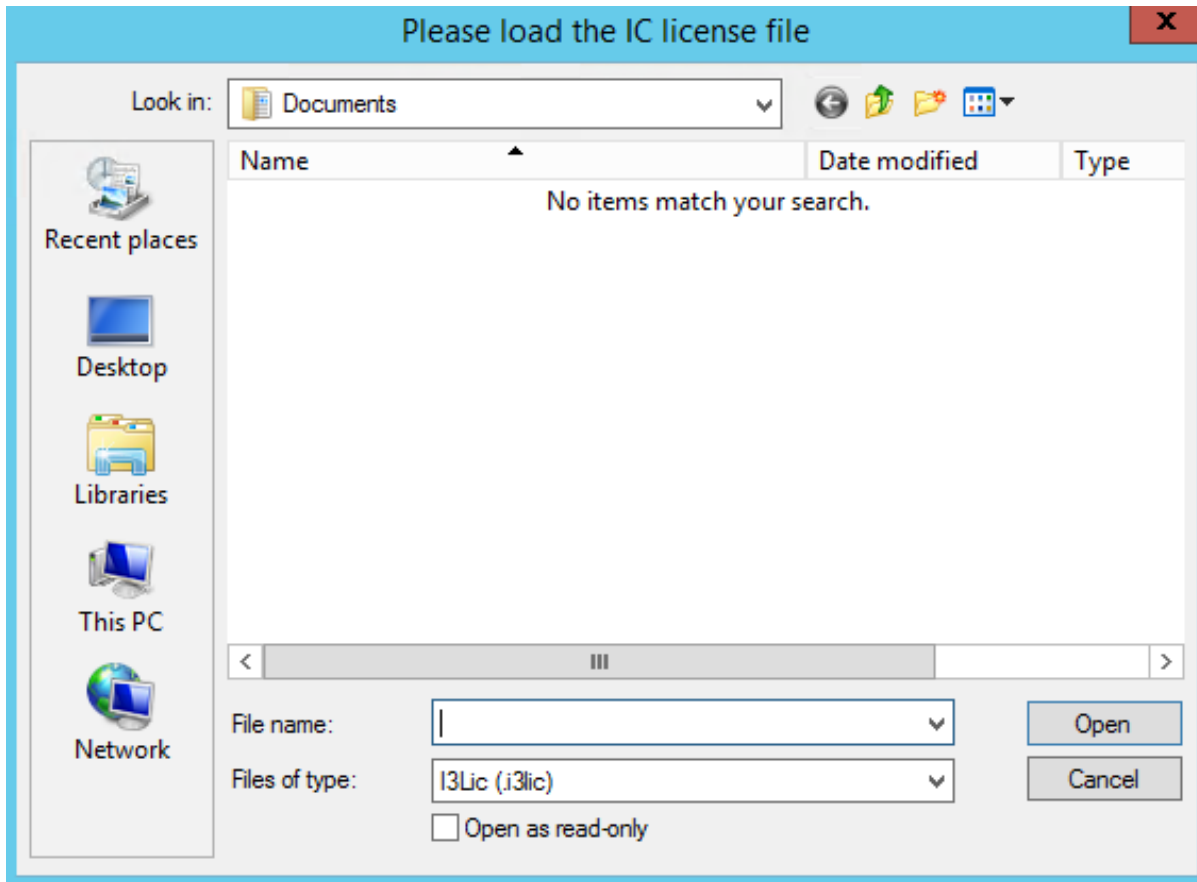 Please load the IC license file
x
Look in: Documents
Name Date modified Type
No items match your search.
Recent places
Desktop
Libraries
This PC
Network
File name: Open
Files of type: I3Lic (.i3lic) Cancel
Open as read-only